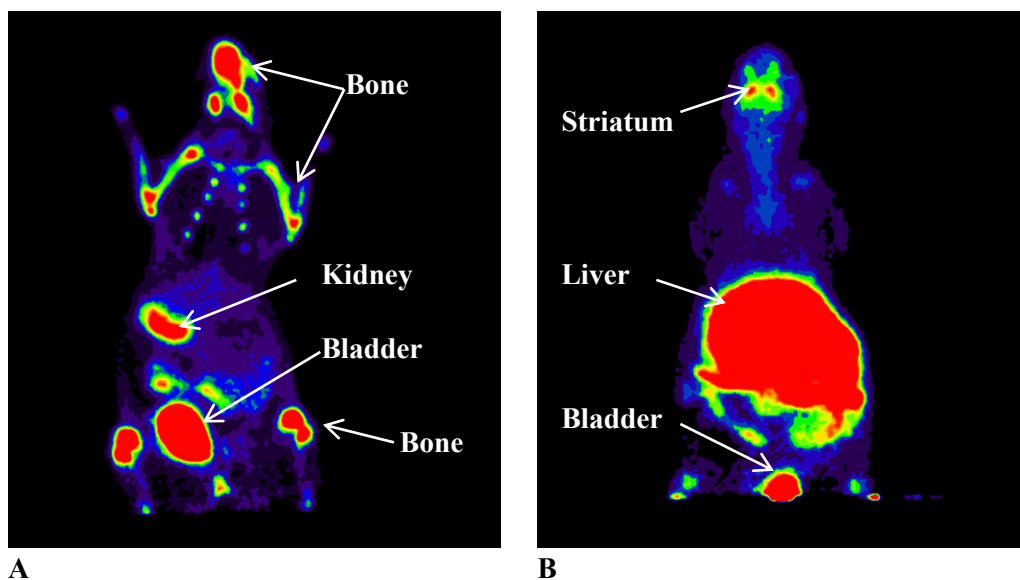 Bone
Kidney
Bladder
Bone
A
Striatum
Liver
Bladder
B